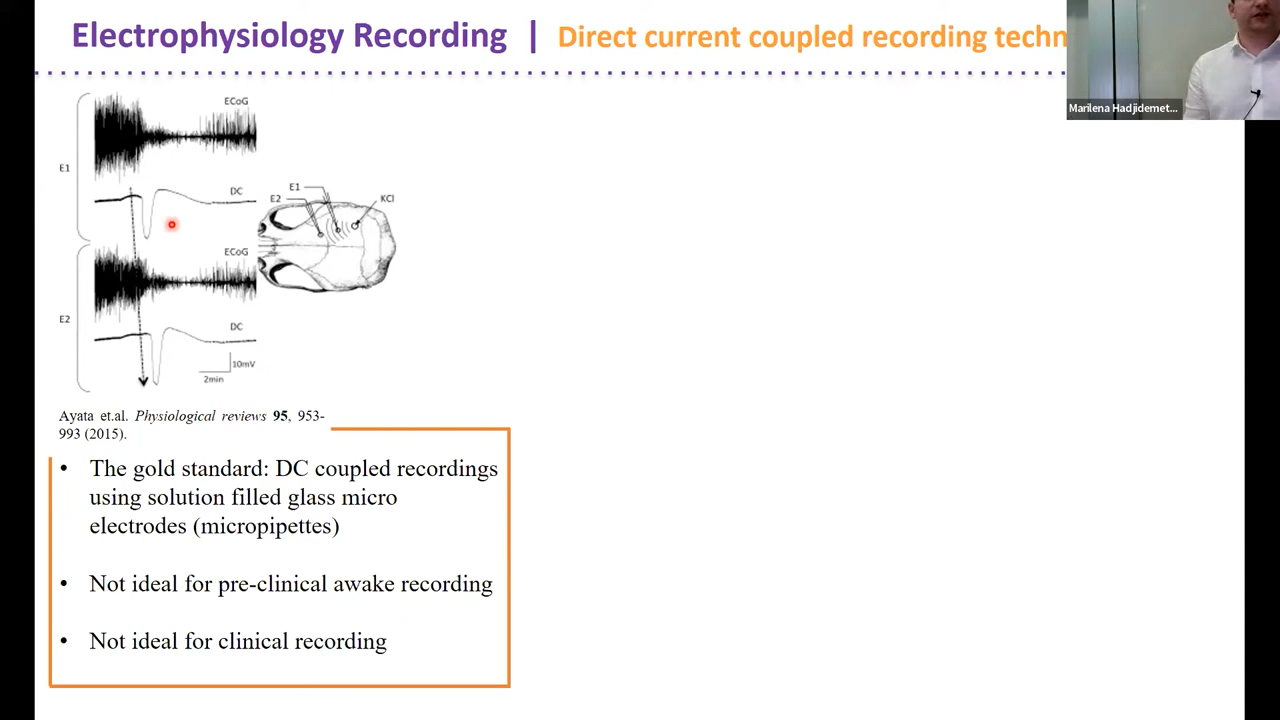 Electrophysiology Recording | Direct current coupled recording techn
Marilena Hadjidemet...
ECoG
E1
DC
E1
E2
KCl
ECoG
E2
DC
10mV
2min
Ayata et.al. Physiological reviews 95, 953-
993 (2015).
• The gold standard: DC coupled recordings
using solution filled glass micro
electrodes (micropipettes)
• Not ideal for pre-clinical awake recording
• Not ideal for clinical recording